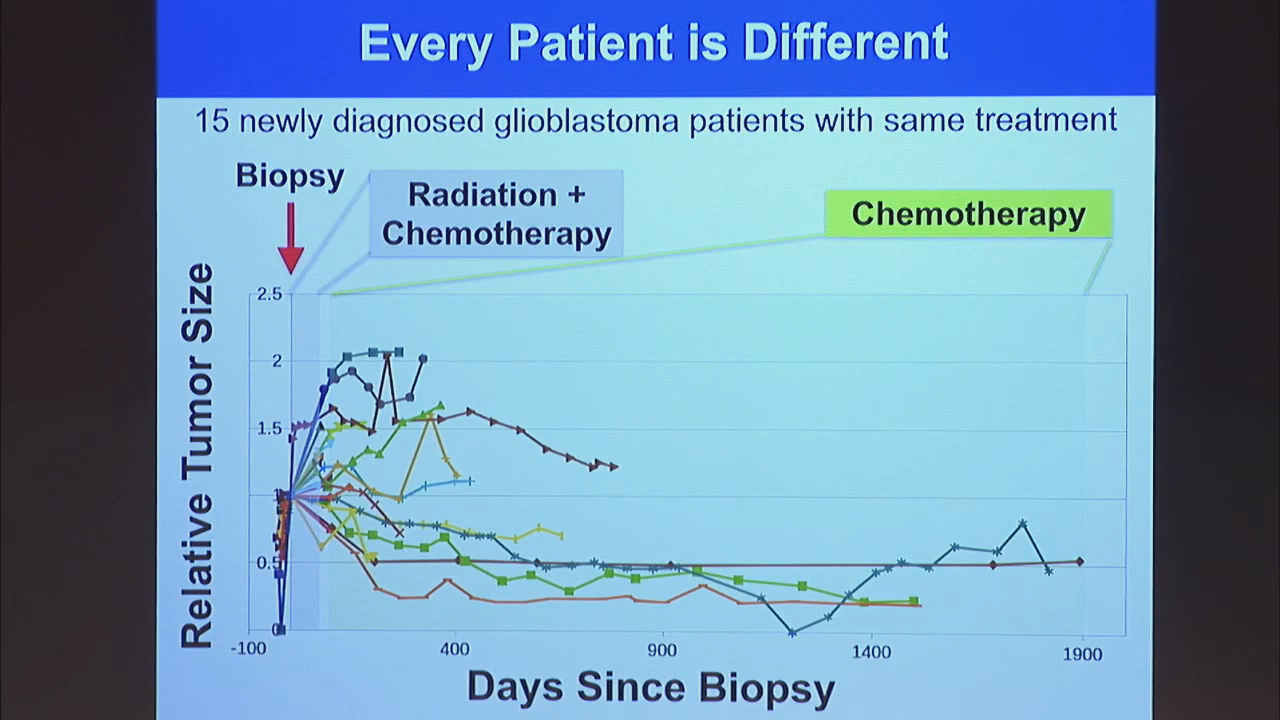 Every Patient is Different
15 newly diagnosed glioblastoma patients with same treatment
Biopsy
Radiation +
Chemotherapy
Chemotherapy
Relative Tumor Size
2.5
2
1.5
1
0.5
0
-100
400
900
1400
1900
Days Since Biopsy